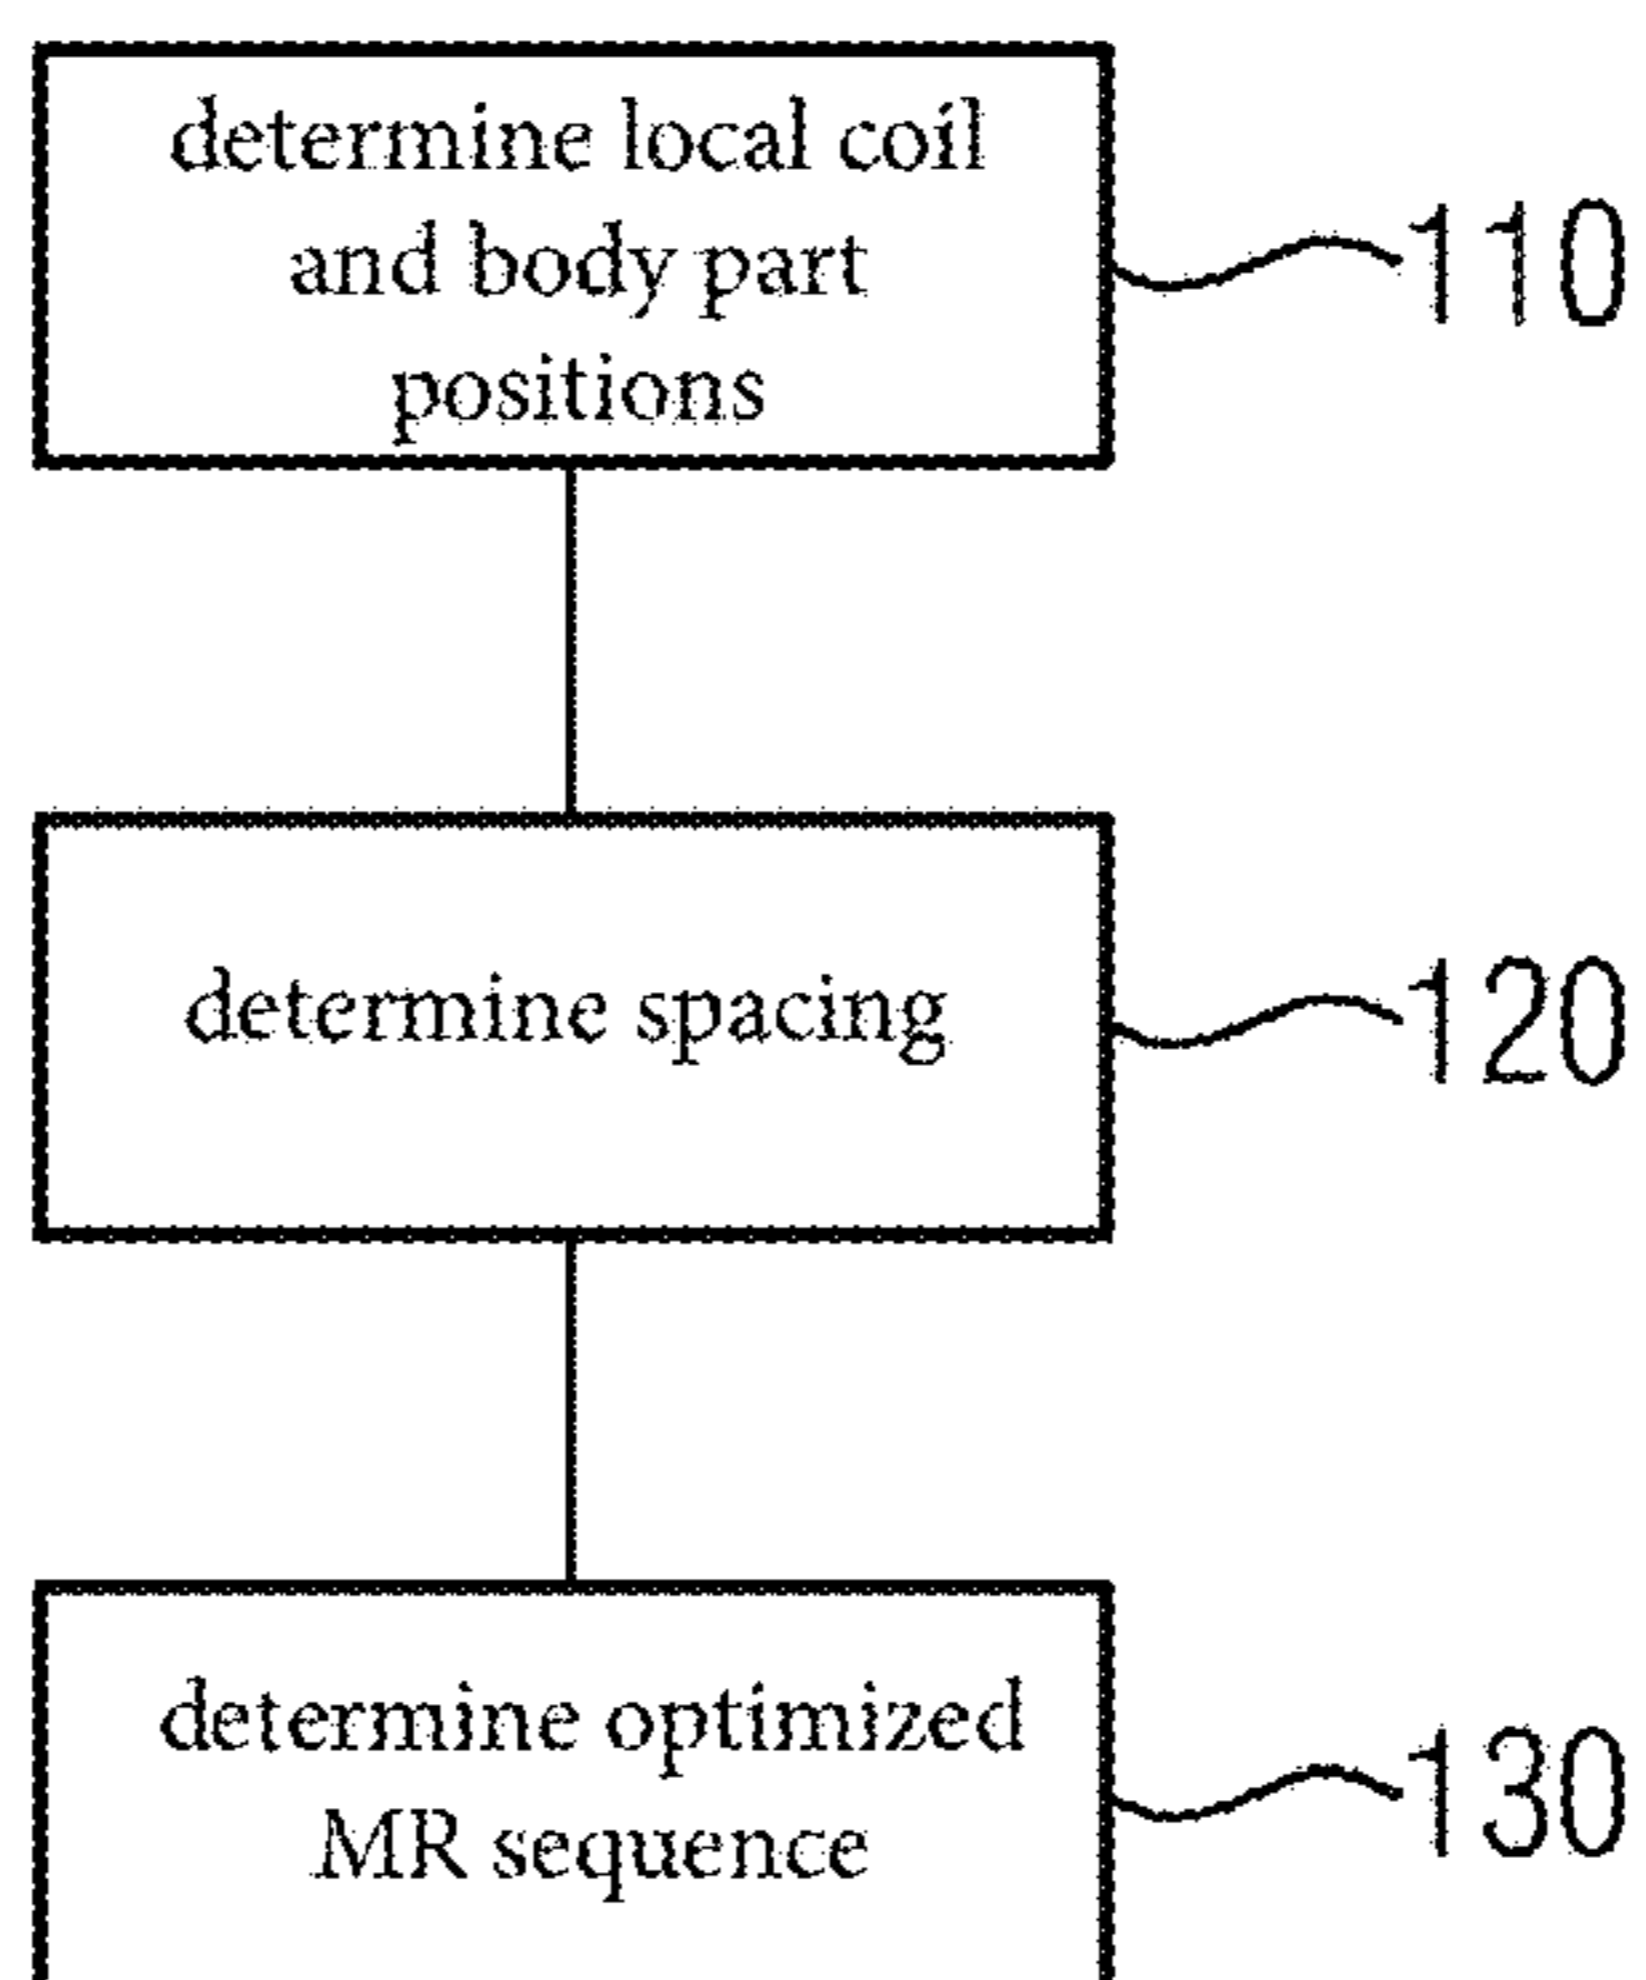 determine local coil
and body part
positions
110
determine spacing
120
determine optimized
MR sequence
130